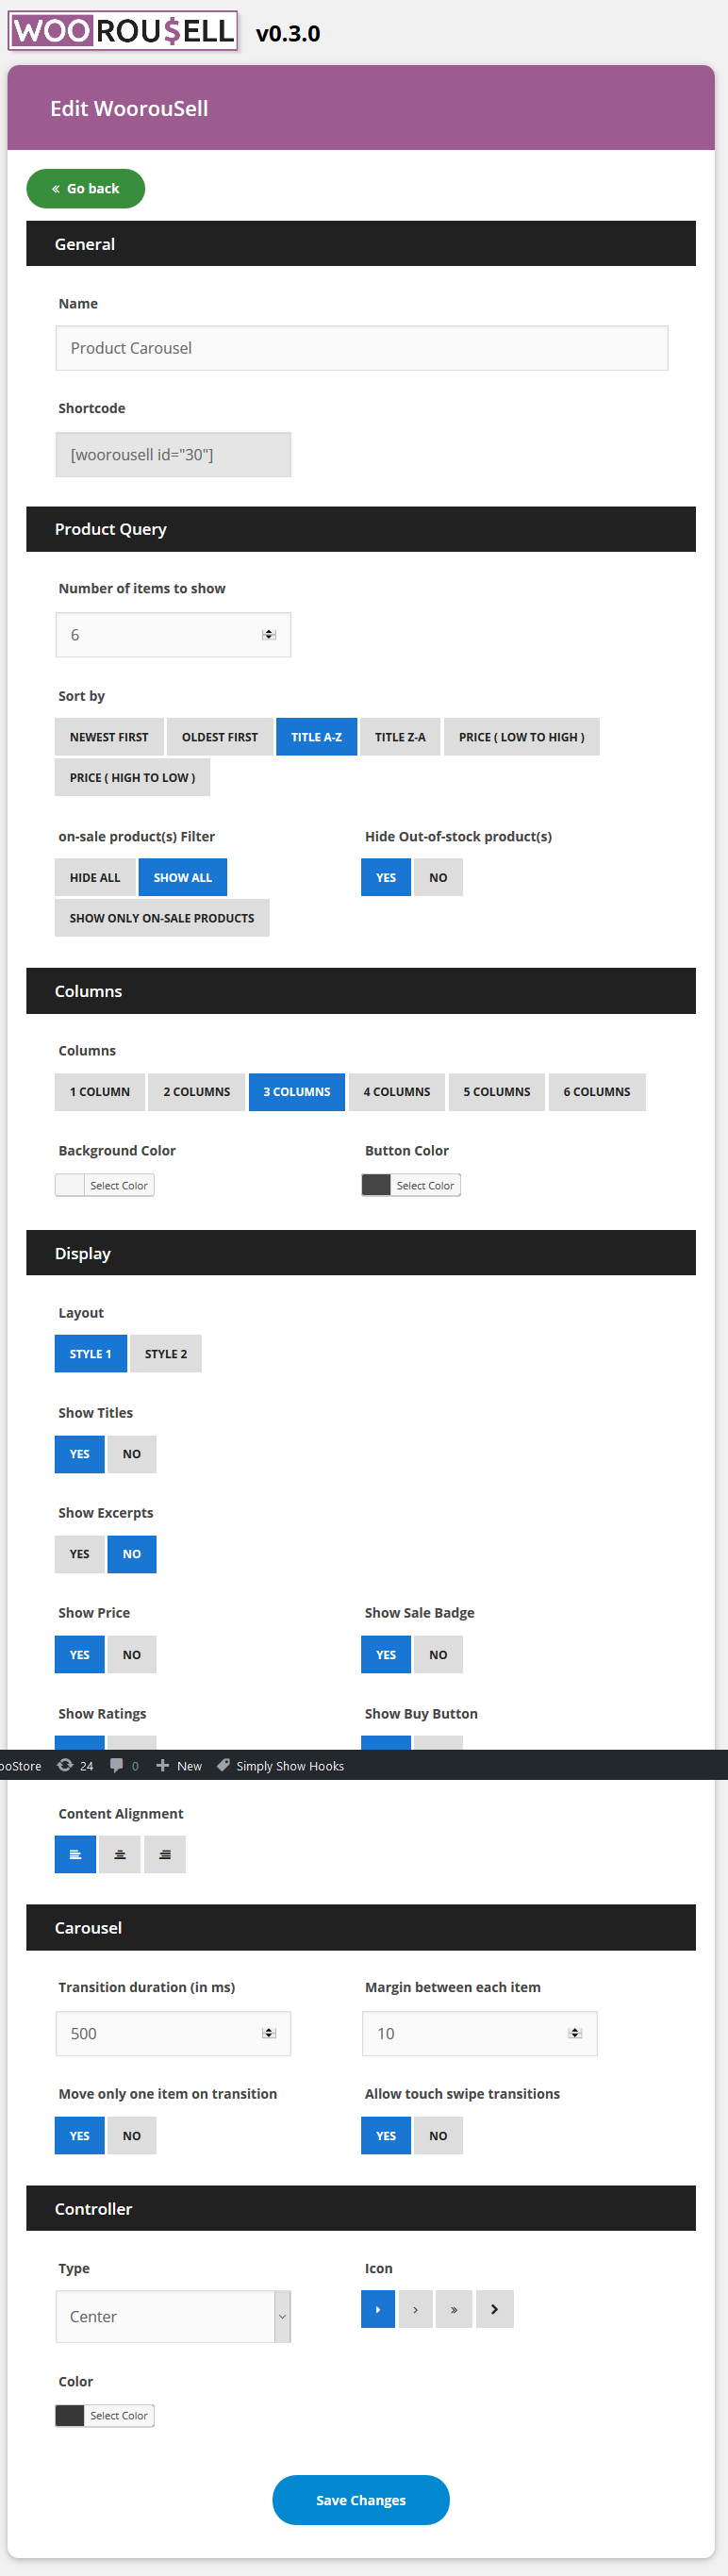 WOOROU$ELL v0.3.0
Edit WoorouSell
« Go back
General
Name
Product Carousel
Shortcode
[woorousell id="30"]
Product Query
Number of items to show
6
Sort by
NEWEST FIRST OLDEST FIRST TITLE A-Z TITLE Z-A PRICE ( LOW TO HIGH )
PRICE ( HIGH TO LOW )
on-sale product(s) Filter Hide Out-of-stock product(s)
HIDE ALL SHOW ALL YES NO
SHOW ONLY ON-SALE PRODUCTS
Columns
Columns
1 COLUMN 2 COLUMNS 3 COLUMNS 4 COLUMNS 5 COLUMNS 6 COLUMNS
Background Color Button Color
Select Color Select Color
Display
Layout
STYLE 1 STYLE 2
Show Titles
YES NO
Show Excerpts
YES NO
Show Price Show Sale Badge
YES NO YES NO
Show Ratings Show Buy Button
ooStore 24 0 New Simply Show Hooks
Content Alignment
Carousel
Transition duration (in ms) Margin between each item
500 10
Move only one item on transition Allow touch swipe transitions
YES NO YES NO
Controller
Type Icon
Center
Color
Select Color
Save Changes